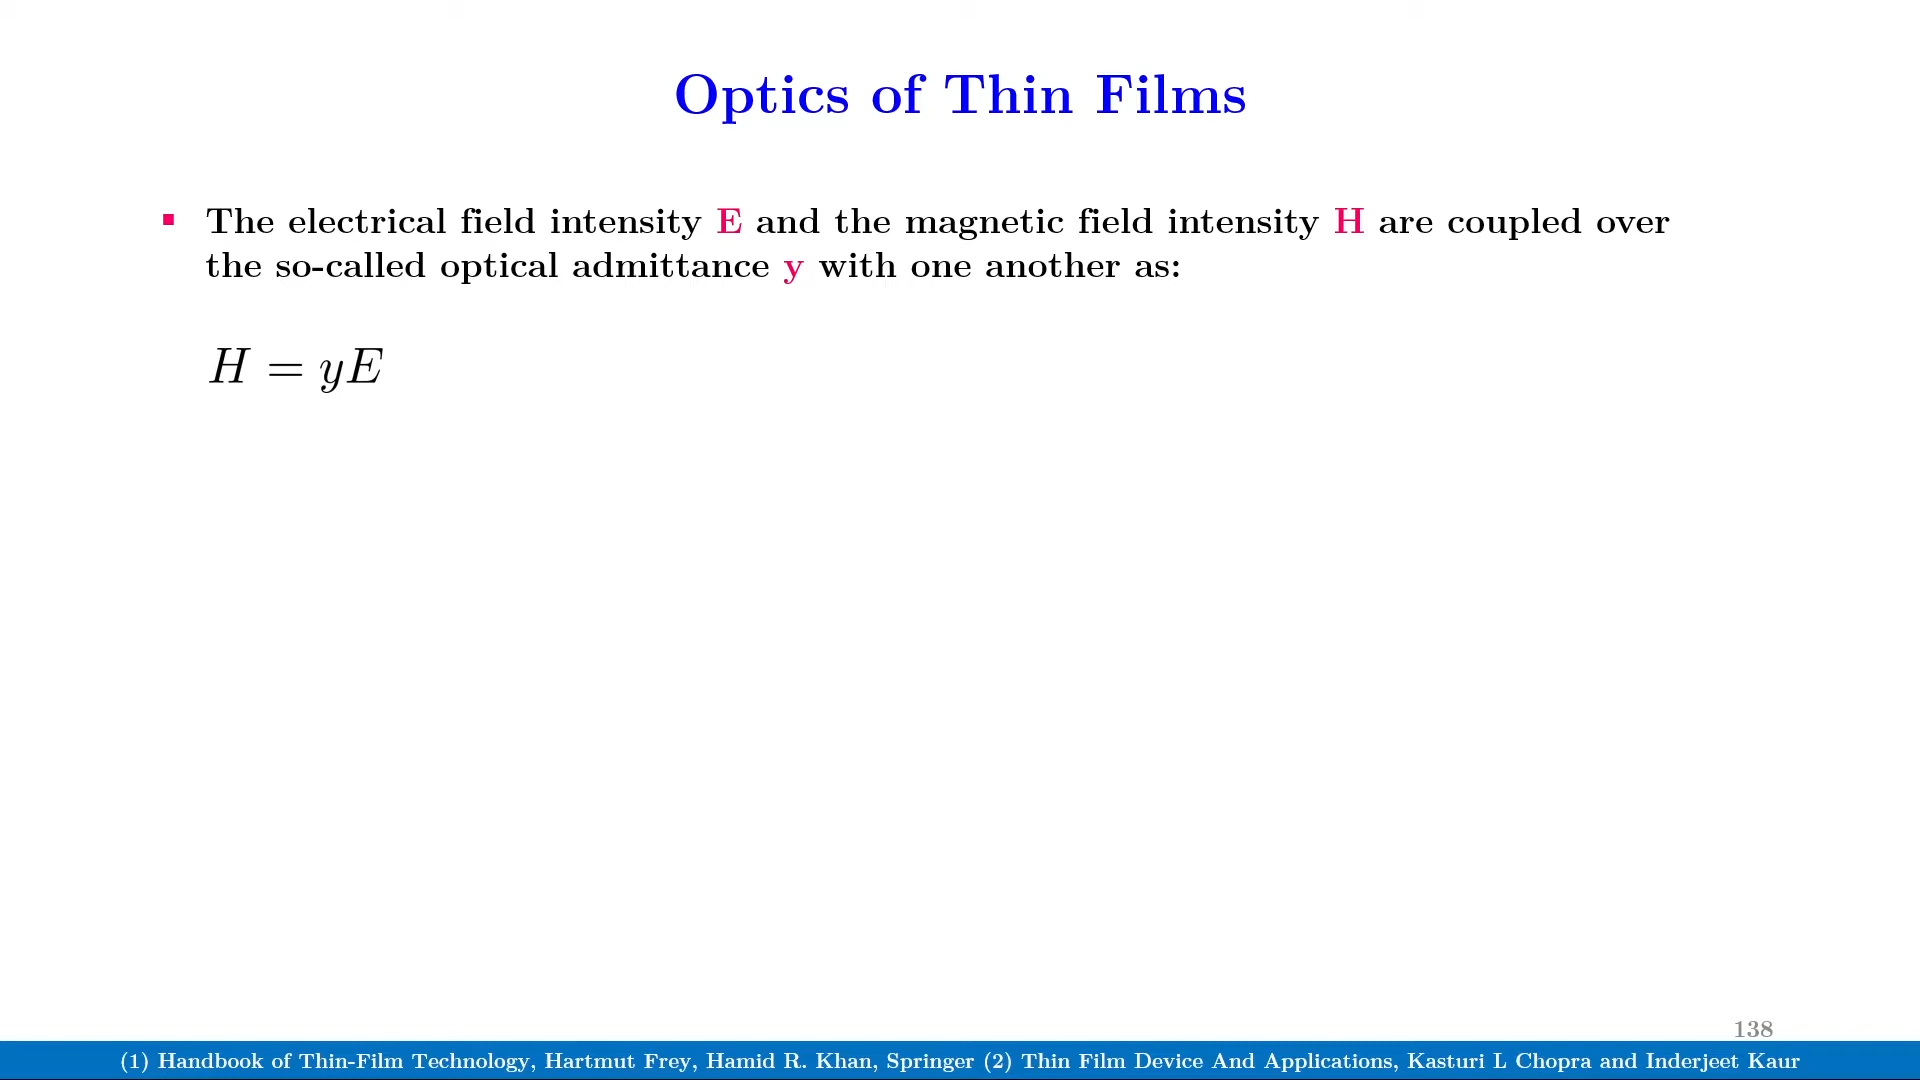 Optics of Thin Films
▪ The electrical field intensity E and the magnetic field intensity H are coupled over
the so-called optical admittance y with one another as:
H = yE
138
(1) Handbook of Thin-Film Technology, Hartmut Frey, Hamid R. Khan, Springer (2) Thin Film Device And Applications, Kasturi L Chopra and Inderjeet Kaur